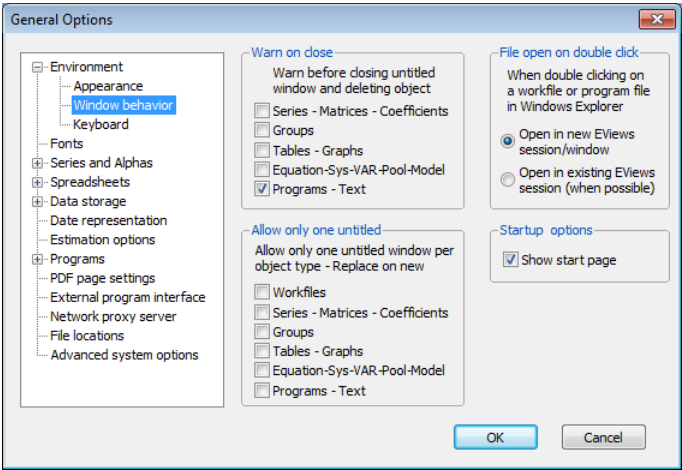 General Options
Environment
Appearance
Window behavior
Keyboard
Fonts
Series and Alphas
Spreadsheets
Data storage
Date representation
Estimation options
Programs
PDF page settings
External program interface
Network proxy server
File locations
Advanced system options
Warn on close
Warn before closing untitled
window and deleting object
Series - Matrices - Coefficients
Groups
Tables - Graphs
Equation-Sys-VAR-Pool-Model
Programs - Text
Allow only one untitled
Allow only one untitled window per
object type - Replace on new
Workfiles
Series - Matrices - Coefficients
Groups
Tables - Graphs
Equation-Sys-VAR-Pool-Model
Programs - Text
File open on double click
When double clicking on
a workfile or program file
in Windows Explorer
Open in new EViews
session/window
Open in existing EViews
session (when possible)
Startup options
Show start page
OK
Cancel